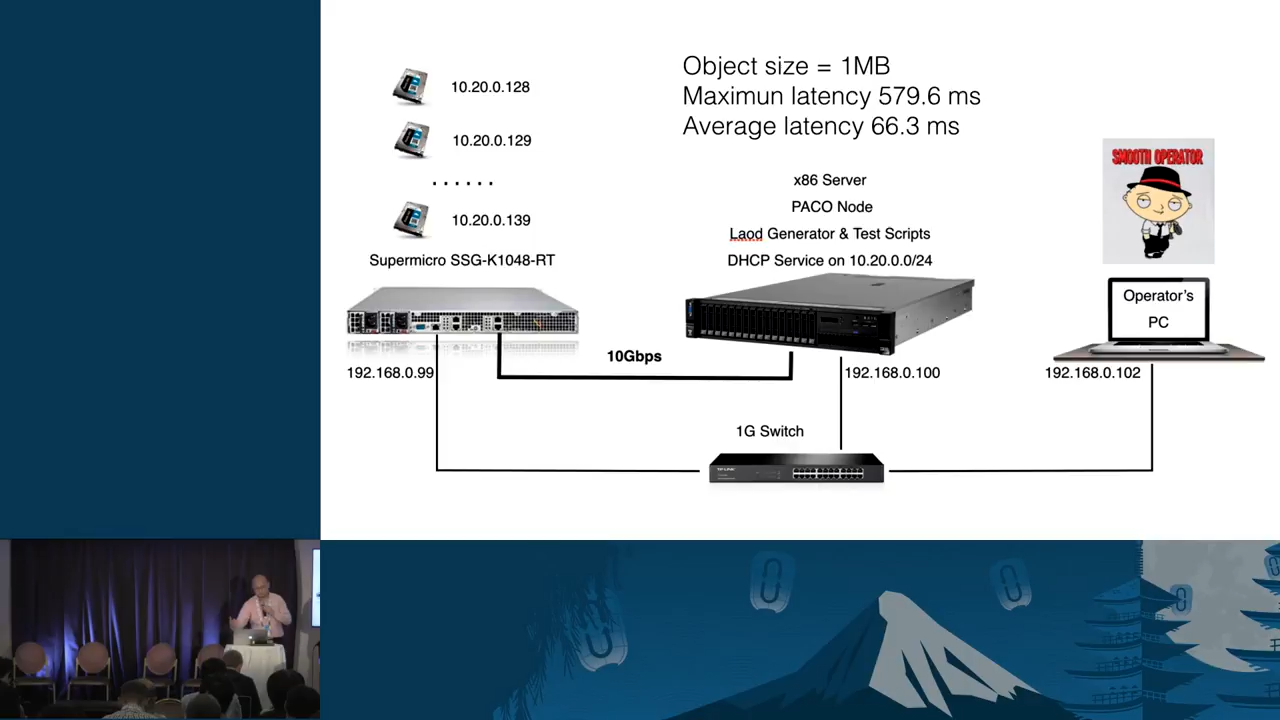 10.20.0.128
10.20.0.129
......
10.20.0.139
Supermicro SSG-K1048-RT
Object size = 1MB
Maximun latency 579.6 ms
Average latency 66.3 ms
x86 Server
PACO Node
Laod Generator & Test Scripts
DHCP Service on 10.20.0.0/24
SMOOTH OPERATOR
Operator's
PC
10Gbps
192.168.0.99
192.168.0.100
192.168.0.102
1G Switch
TP-LINK